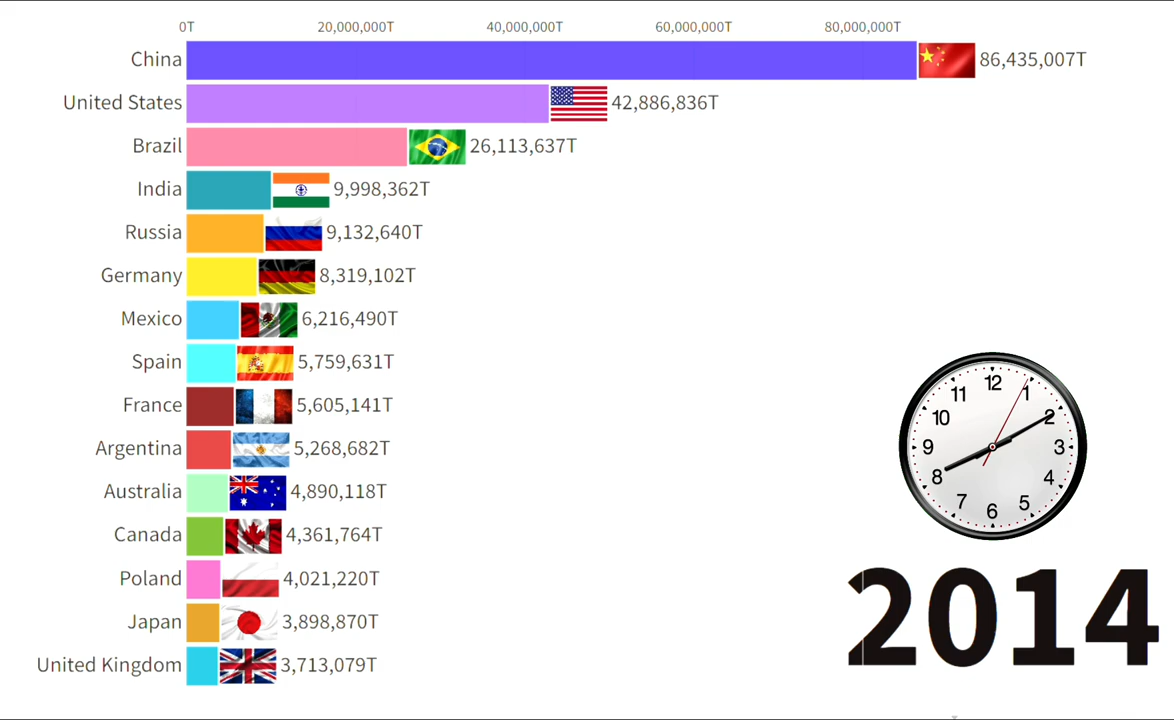 0T 20,000,000T 40,000,000T 60,000,000T 80,000,000T
China 86,435,007T
United States 42,886,836T
Brazil 26,113,637T
India 9,998,362T
Russia 9,132,640T
Germany 8,319,102T
Mexico 6,216,490T
Spain 5,759,631T
France 5,605,141T
Argentina 5,268,682T
Australia 4,890,118T
Canada 4,361,764T
Poland 4,021,220T
Japan 3,898,870T
United Kingdom 3,713,079T
12
11 1
10 2
9 3
8 4
7 5
6
2014